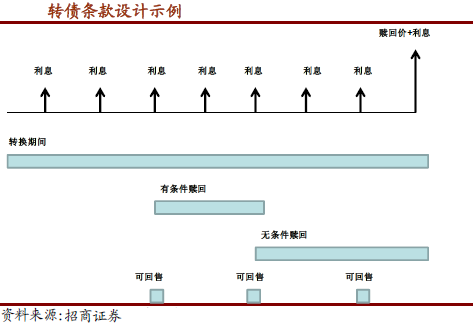 转债条款设计示例
赎回价+利息
利息 利息 利息 利息 利息 利息 利息
转换期间
有条件赎回
无条件赎回
可回售 可回售 可回售
资料来源:招商证券